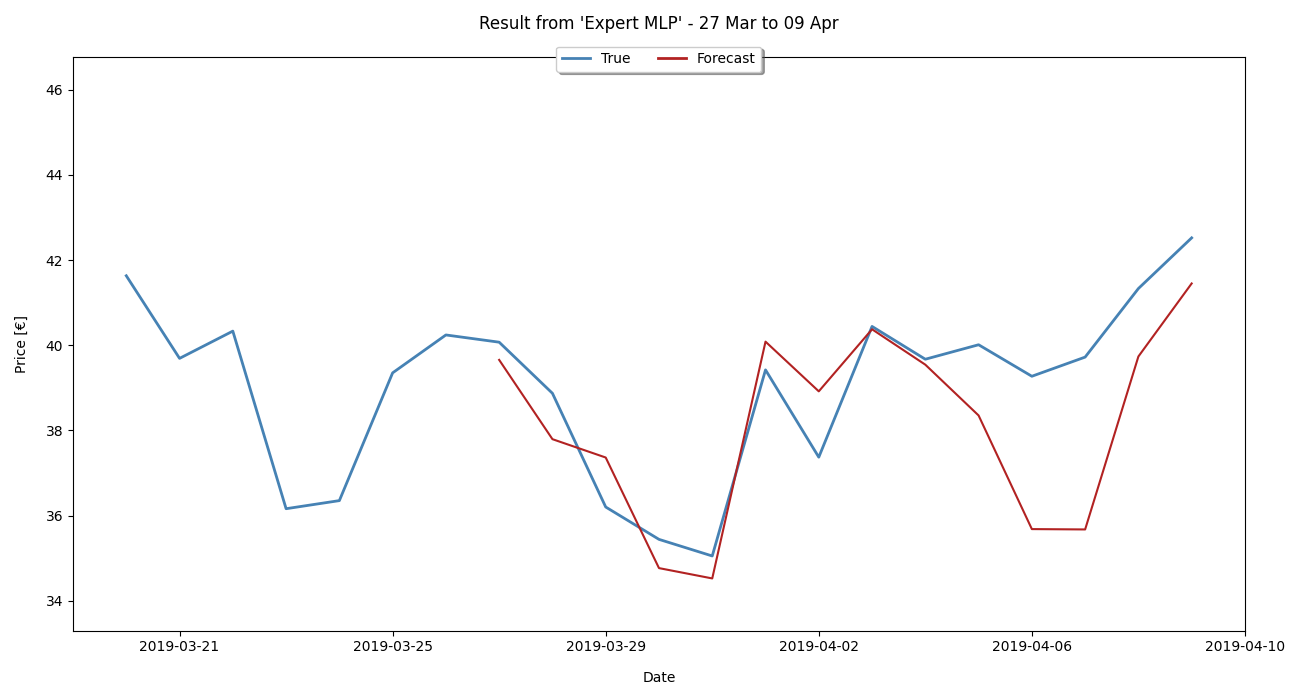 Result from 'Expert MLP' - 27 Mar to 09 Apr
True Forecast
46
44
42
40
38
36
34
Price [€]
2019-03-21 2019-03-25 2019-03-29 2019-04-02 2019-04-06 2019-04-10
Date